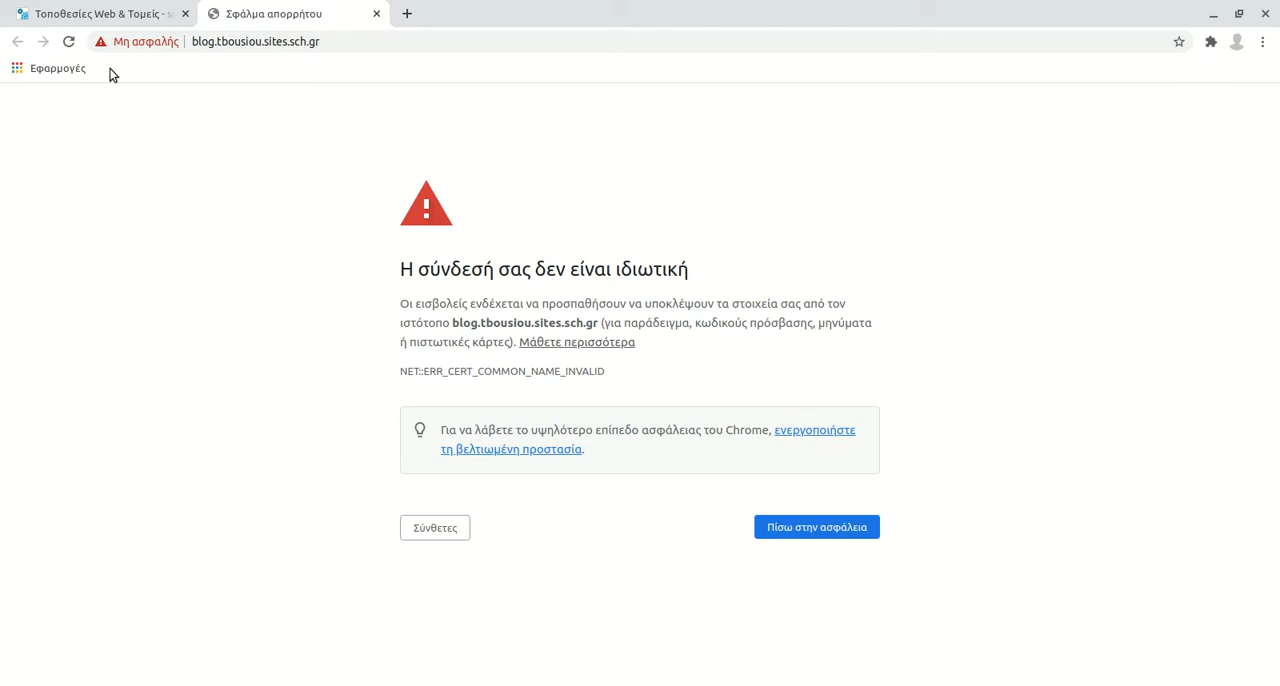 Τοποθεσίες Web & Τομείς -
Σφάλμα απορρήτου
Μη ασφαλής
blog.tbousiou.sites.sch.gr
Εφαρμογές
Η σύνδεσή σας δεν είναι ιδιωτική
Οι εισβολείς ενδέχεται να προσπαθήσουν να υποκλέψουν τα στοιχεία σας από τον
ιστότοπο blog.tbousiou.sites.sch.gr (για παράδειγμα, κωδικούς πρόσβασης, μηνύματα
ή πιστωτικές κάρτες). Μάθετε περισσότερα
NET::ERR_CERT_COMMON_NAME_INVALID
Για να λάβετε το υψηλότερο επίπεδο ασφάλειας του Chrome, ενεργοποιήστε
τη βελτιωμένη προστασία.
Σύνθετες
Πίσω στην ασφάλεια